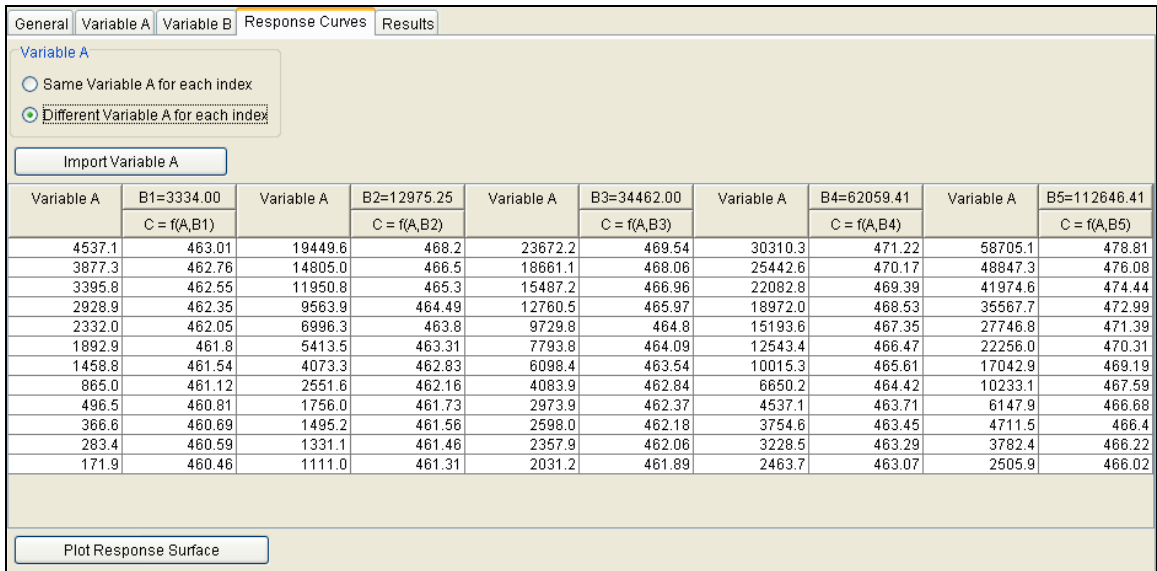 General Variable A Variable B Response Curves Results
Variable A
Same Variable A for each index
Different Variable A for each index
Import Variable A
Variable A B1=3334.00 Variable A B2=12975.25 Variable A B3=34462.00 Variable A B4=62059.41 Variable A B5=112646.41
C = f(A,B1) C = f(A,B2) C = f(A,B3) C = f(A,B4) C = f(A,B5)
4537.1 463.01 19449.6 468.2 23672.2 469.54 30310.3 471.22 58705.1 478.81
3877.3 462.76 14805.0 466.5 18661.1 468.06 25442.6 470.17 48847.3 476.08
3395.8 462.55 11950.8 465.3 15487.2 466.96 22082.8 469.39 41974.6 474.44
2928.9 462.35 9563.9 464.49 12760.5 465.97 18972.0 468.53 35567.7 472.99
2332.0 462.05 6996.3 463.8 9729.8 464.8 15193.6 467.35 27746.8 471.39
1892.9 461.8 5413.5 463.31 7793.8 464.09 12543.4 466.47 22256.0 470.31
1458.8 461.54 4073.3 462.83 6098.4 463.54 10015.3 465.61 17042.9 469.19
865.0 461.12 2551.6 462.16 4083.9 462.84 6650.2 464.42 10233.1 467.59
496.5 460.81 1756.0 461.73 2973.9 462.37 4537.1 463.71 6147.9 466.68
366.6 460.69 1495.2 461.56 2598.0 462.18 3754.6 463.45 4711.5 466.4
283.4 460.59 1331.1 461.46 2357.9 462.06 3228.5 463.29 3782.4 466.22
171.9 460.46 1111.0 461.31 2031.2 461.89 2463.7 463.07 2505.9 466.02
Plot Response Surface